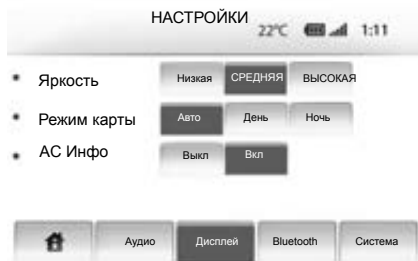 НАСТРОЙКИ
22°C 1:11
• Яркость Низкая СРЕДНЯЯ ВЫСОКАЯ
• Режим карты Авто День Ночь
• АС Инфо Выкл Вкл
Аудио Дисплей Bluetooth Система